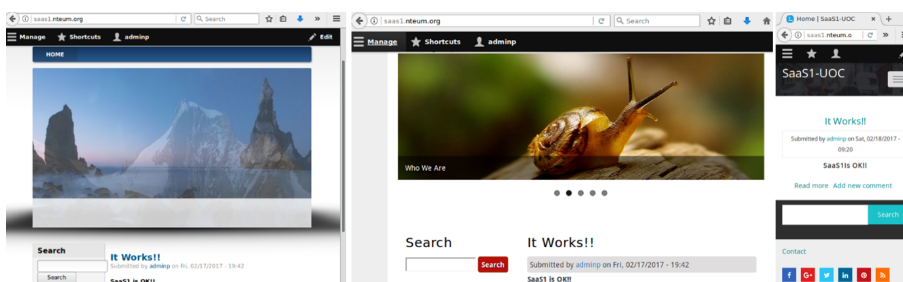 saas1.nteum.org
Search
Manage
Shortcuts
adminp
Edit
HOME
Search
Search
It Works!!
Submitted by adminp on Fri, 02/17/2017 - 19:42
SaaS1 is OK!!
saas1.nteum.org
Search
Manage
Shortcuts
adminp
Who We Are
Search
Search
It Works!!
Submitted by adminp on Fri, 02/17/2017 - 19:42
SaaS1 is OK!!
Home | SaaS1-UOC
saas1.nteum.o
SaaS1-UOC
It Works!!
Submitted by adminp on Sat, 02/18/2017 -
09:20
SaaS1Is OK!!
Read more Add new comment
Search
Contact
f
G+
in